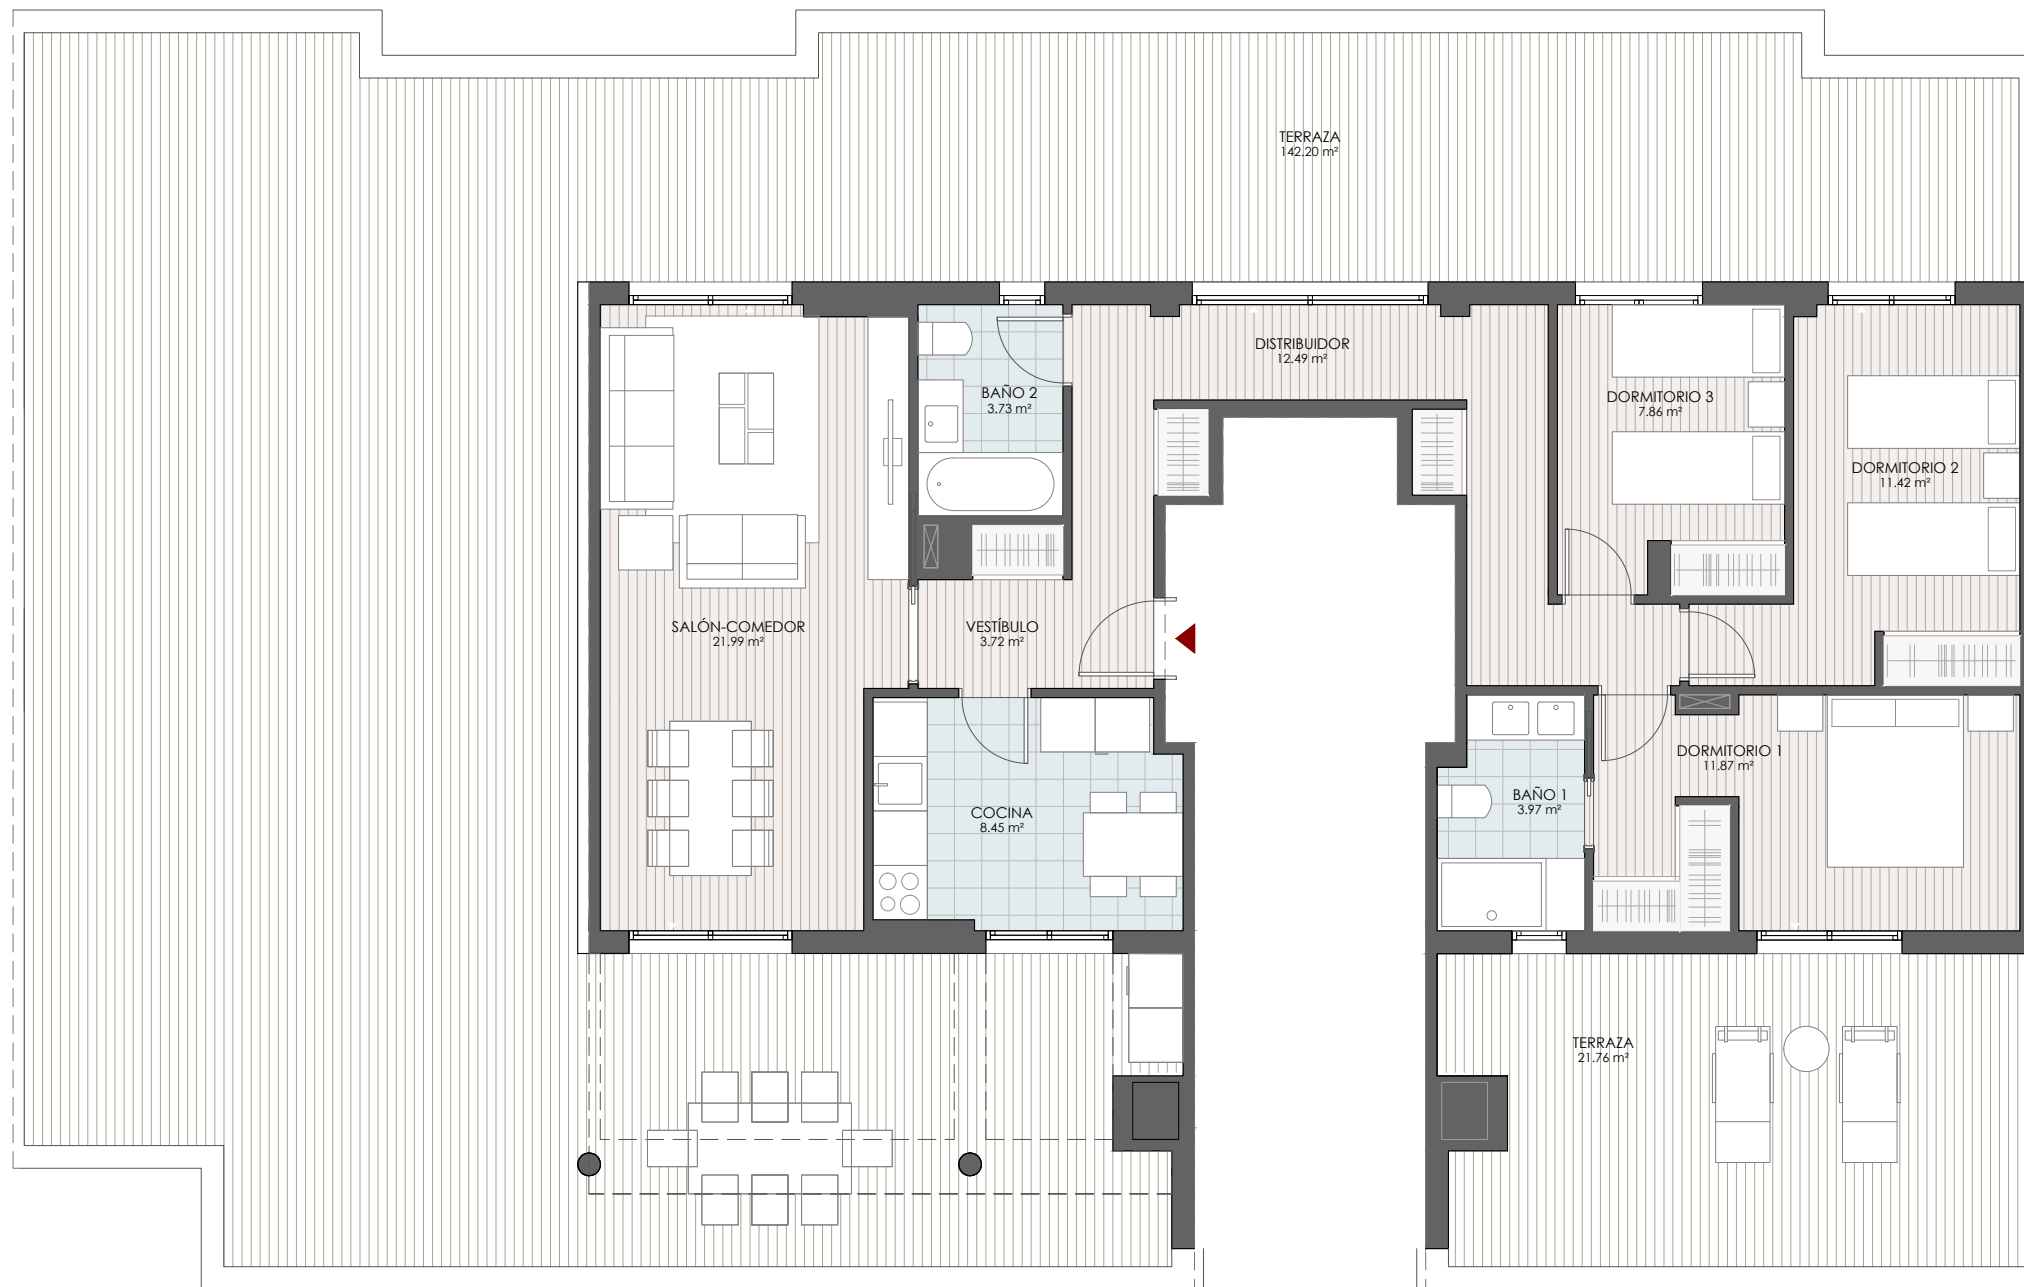 TERRAZA
142.20 m²
DISTRIBUIDOR
12.49 m²
BAÑO 2
3.73 m²
DORMITORIO 3
7.86 m²
DORMITORIO 2
11.42 m²
SALÓN-COMEDOR
21.99 m²
VESTÍBULO
3.72 m²
DORMITORIO 1
11.87 m²
BAÑO 1
3.97 m²
COCINA
8.45 m²
TERRAZA
21.76 m²